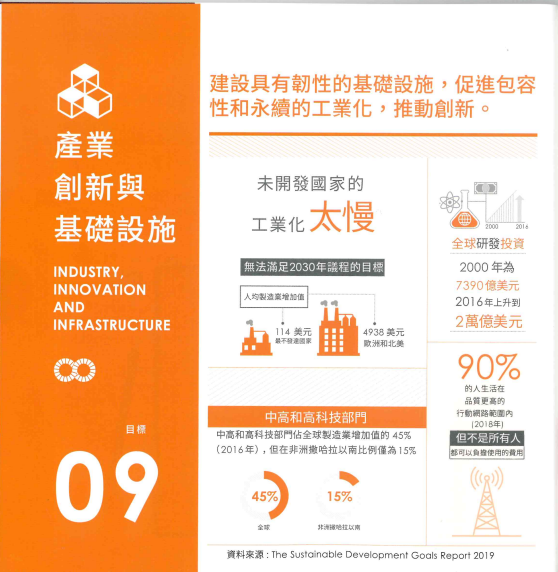 產業
創新與
基礎設施
INDUSTRY,
INNOVATION
AND
INFRASTRUCTURE
目標
09
建設具有韌性的基礎設施，促進包容
性和永續的工業化，推動創新。
未開發國家的
工業化太慢
無法滿足2030年議程的目標
人均製造業增加值
114 美元
最不發達國家
4938 美元
歐洲和北美
2000
2016
全球研發投資
2000 年為
7390億美元
2016年上升到
2萬億美元
中高和高科技部門
中高和高科技部門佔全球製造業增加值的 45%
（2016年），但在非洲撒哈拉以南比例僅為15%
45%
全球
15%
非洲撒哈拉以南
90%
的人生活在
品質更高的
行動網路範圍內
(2018年)
但不是所有人
都可以負擔使用的費用
資料來源 : The Sustainable Development Goals Report 2019